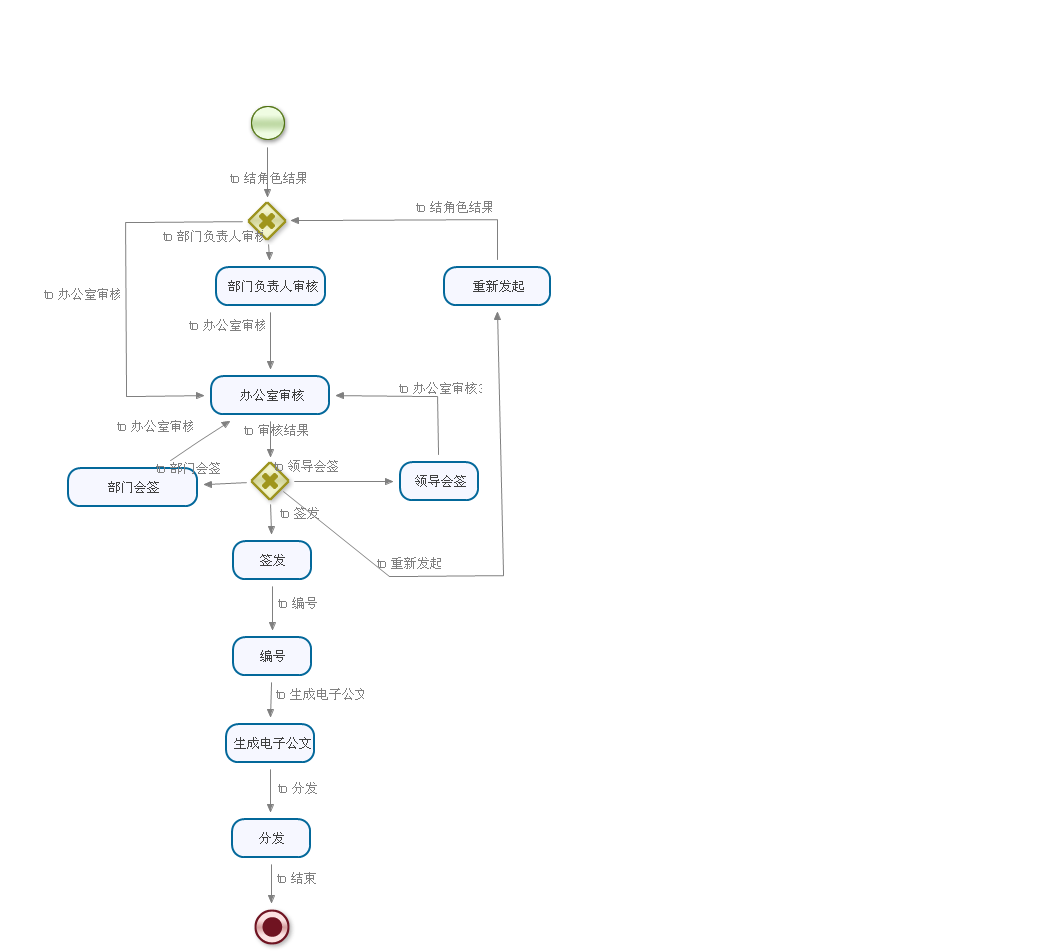 to 结角色结果
to 结角色结果
to 部门负责人审核
部门负责人审核
重新发起
to 办公室审核
to 办公室审核
办公室审核
to 办公室审核
to 办公室审核
to 审核结果
to 部门会签
to 领导会签
部门会签
领导会签
to 签发
签发
to 重新发起
to 编号
编号
to 生成电子公文
生成电子公文
to 分发
分发
to 结束